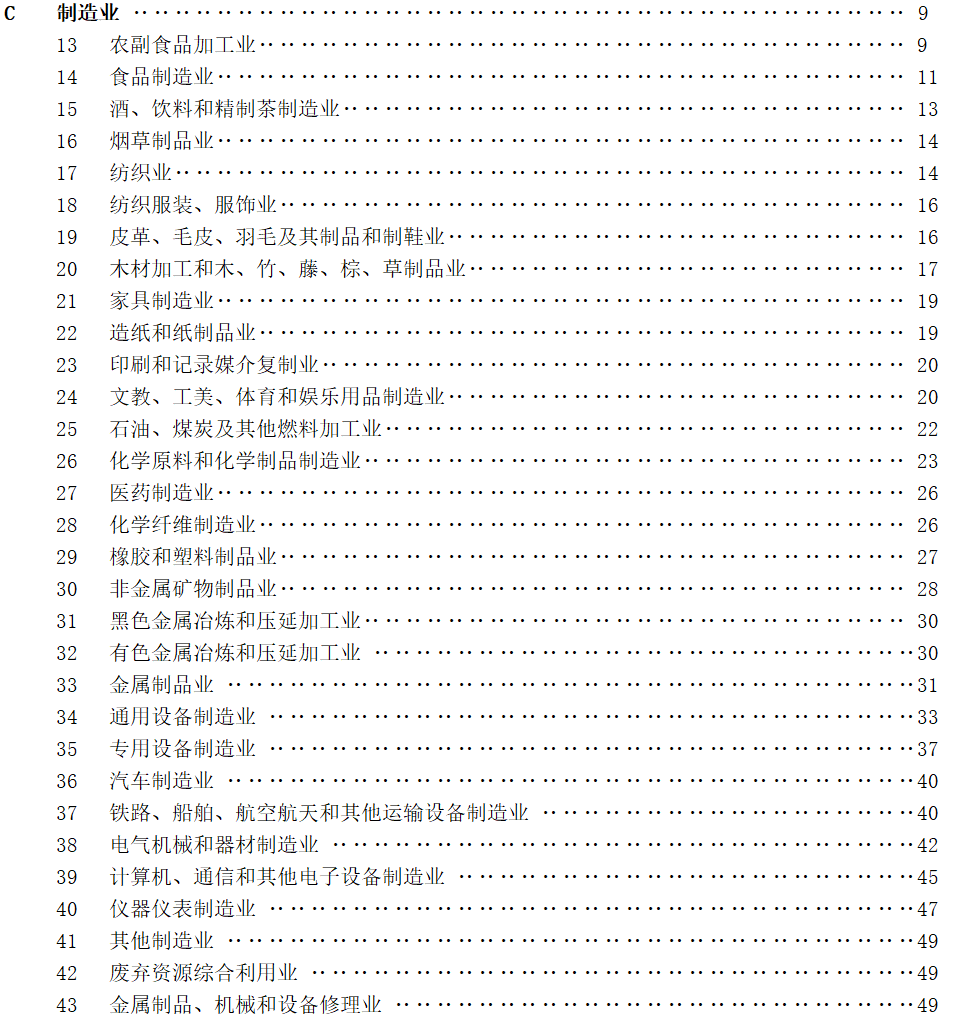 C 制造业 ·································· 9
13 农副食品加工业·································· 9
14 食品制造业·································· 11
15 酒、饮料和精制茶制造业·································· 13
16 烟草制品业·································· 14
17 纺织业·································· 14
18 纺织服装、服饰业·································· 16
19 皮革、毛皮、羽毛及其制品和制鞋业·································· 16
20 木材加工和木、竹、藤、棕、草制品业·································· 17
21 家具制造业·································· 19
22 造纸和纸制品业·································· 19
23 印刷和记录媒介复制业·································· 20
24 文教、工美、体育和娱乐用品制造业·································· 20
25 石油、煤炭及其他燃料加工业·································· 22
26 化学原料和化学制品制造业·································· 23
27 医药制造业·································· 26
28 化学纤维制造业·································· 26
29 橡胶和塑料制品业·································· 27
30 非金属矿物制品业·································· 28
31 黑色金属冶炼和压延加工业·································· 30
32 有色金属冶炼和压延加工业 ··································30
33 金属制品业 ··································31
34 通用设备制造业 ··································33
35 专用设备制造业 ··································37
36 汽车制造业 ··································40
37 铁路、船舶、航空航天和其他运输设备制造业 ··································40
38 电气机械和器材制造业 ··································42
39 计算机、通信和其他电子设备制造业 ··································45
40 仪器仪表制造业 ··································47
41 其他制造业 ··································49
42 废弃资源综合利用业 ··································49
43 金属制品、机械和设备修理业 ··································49